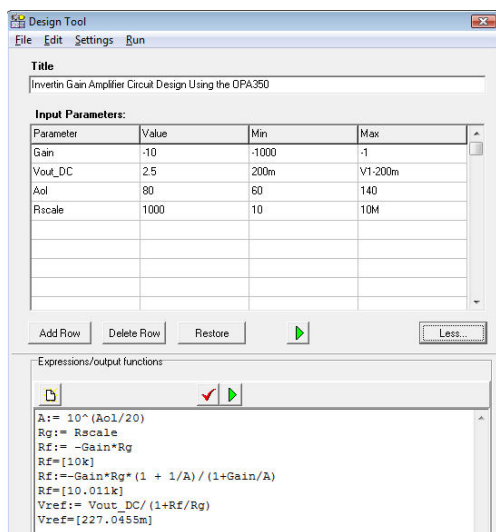 Design Tool
File Edit Settings Run
Title
Invertin Gain Amplifier Circuit Design Using the OPA350
Input Parameters:
Parameter Value Min Max
Gain -10 -1000 -1
Vout_DC 2.5 200m V1-200m
Aol 80 60 140
Rscale 1000 10 10M
Add Row Delete Row Restore Less...
Expressions/output functions
A:= 10^(Aol/20)
Rg:= Rscale
Rf:= -Gain*Rg
Rf=[10k]
Rf:=-Gain*Rg*(1 + 1/A)/(1+Gain/A)
Rf=[10.011k]
Vref:= Vout_DC/(1+Rf/Rg)
Vref=[227.0455m]